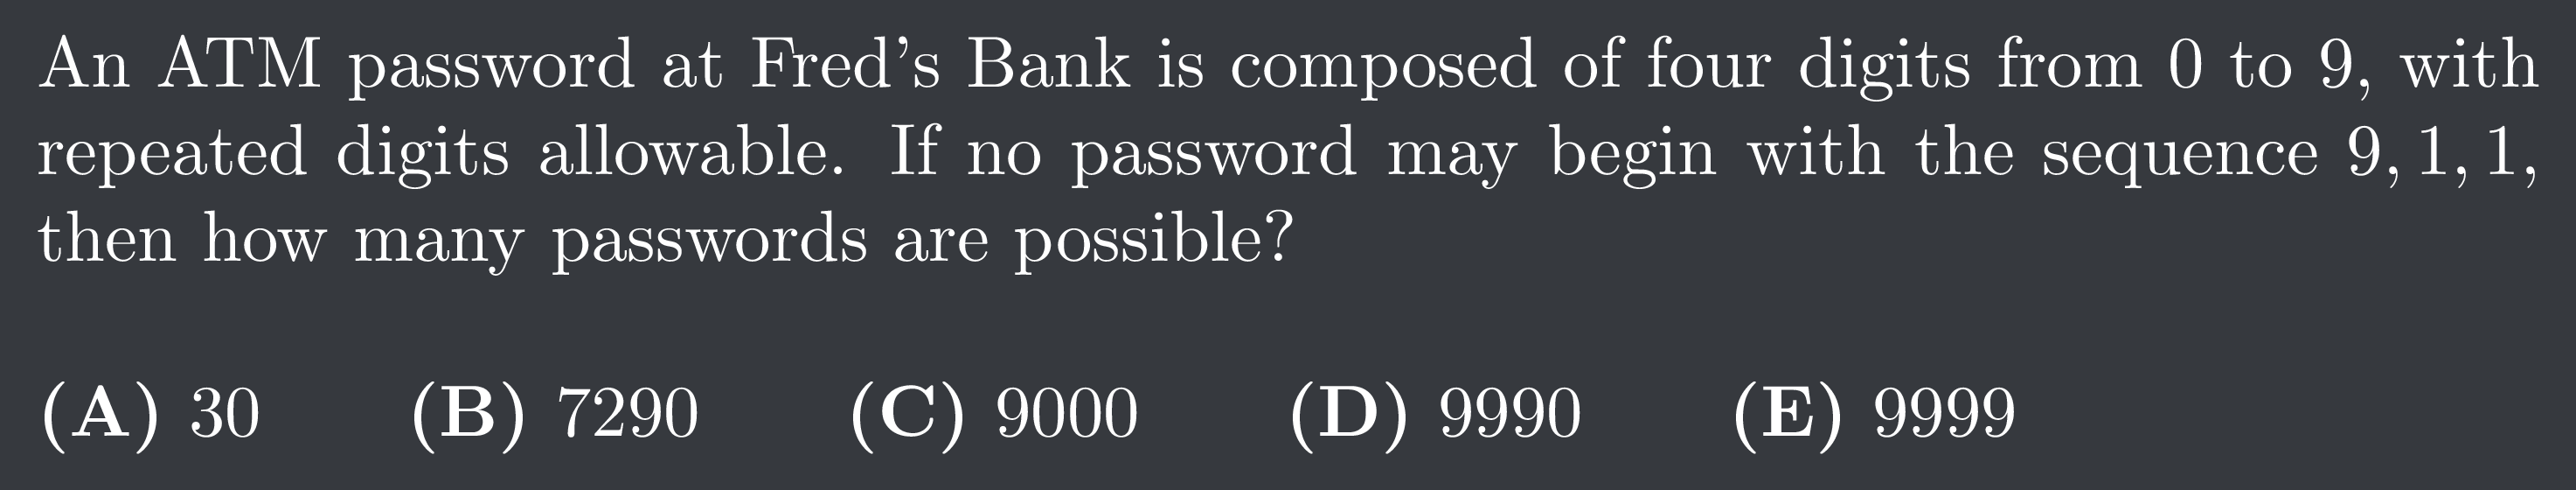 An ATM password at Fred's Bank is composed of four digits from 0 to 9, with
repeated digits allowable. If no password may begin with the sequence 9, 1, 1,
then how many passwords are possible?
(A) 30 (B) 7290 (C) 9000 (D) 9990 (E) 9999